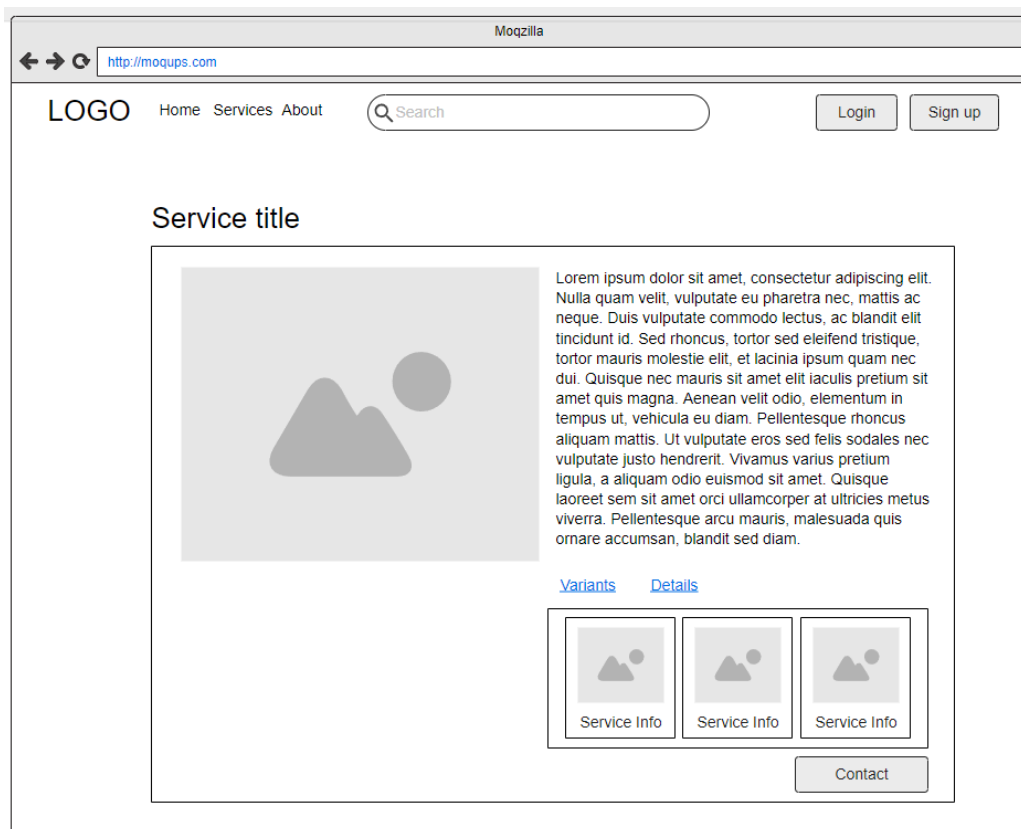 Moqzilla
http://moqups.com
LOGO Home Services About Search Login Sign up
Service title
Lorem ipsum dolor sit amet, consectetur adipiscing elit.
Nulla quam velit, vulputate eu pharetra nec, mattis ac
neque. Duis vulputate commodo lectus, ac blandit elit
tincidunt id. Sed rhoncus, tortor sed eleifend tristique,
tortor mauris molestie elit, et lacinia ipsum quam nec
dui. Quisque nec mauris sit amet elit iaculis pretium sit
amet quis magna. Aenean velit odio, elementum in
tempus ut, vehicula eu diam. Pellentesque rhoncus
aliquam mattis. Ut vulputate eros sed felis sodales nec
vulputate justo hendrerit. Vivamus varius pretium
ligula, a aliquam odio euismod sit amet. Quisque
laoreet sem sit amet orci ullamcorper at ultricies metus
viverra. Pellentesque arcu mauris, malesuada quis
ornare accumsan, blandit sed diam.
Variants Details
Service Info Service Info Service Info
Contact